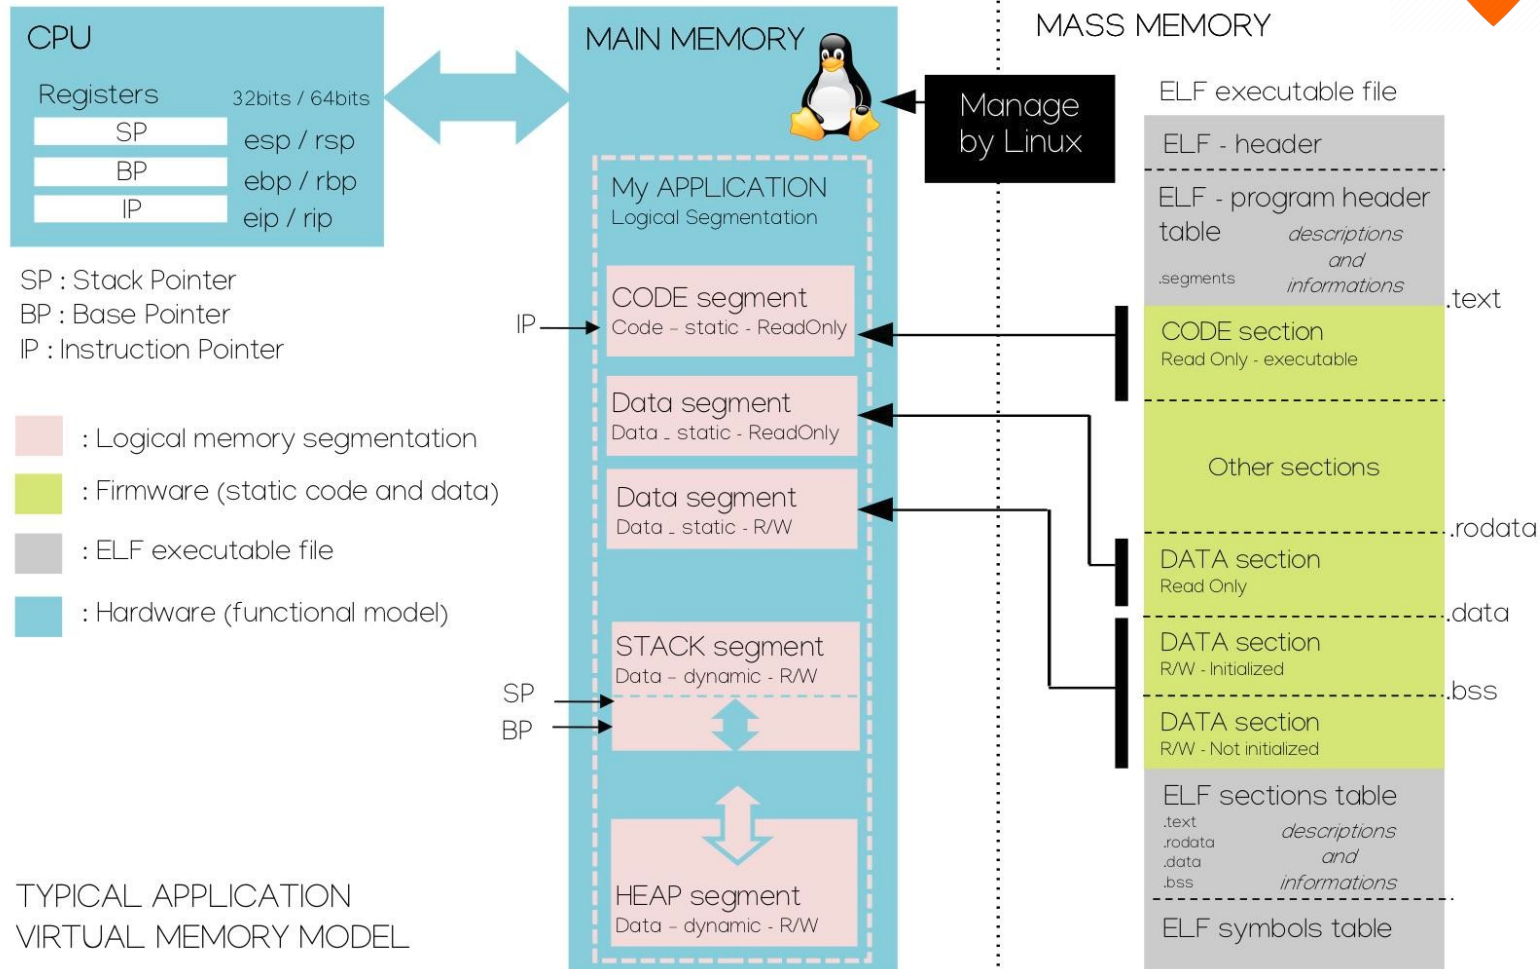 CPU
Registers 32bits / 64bits
SP esp / rsp
BP ebp / rbp
IP eip / rip
SP : Stack Pointer
BP : Base Pointer
IP : Instruction Pointer
: Logical memory segmentation
: Firmware (static code and data)
: ELF executable file
: Hardware (functional model)
TYPICAL APPLICATION
VIRTUAL MEMORY MODEL
MAIN MEMORY
My APPLICATION
Logical Segmentation
IP
CODE segment
Code - static - ReadOnly
Data segment
Data _ static - ReadOnly
Data segment
Data _ static - R/W
STACK segment
Data - dynamic - R/W
SP
BP
HEAP segment
Data - dynamic - R/W
Manage
by Linux
MASS MEMORY
ELF executable file
ELF - header
ELF - program header
table descriptions
and
.segments informations
.text
CODE section
Read Only - executable
Other sections
.rodata
DATA section
Read Only
.data
DATA section
R/W - Initialized
.bss
DATA section
R/W - Not initialized
ELF sections table
.text descriptions
.rodata and
.data
.bss informations
ELF symbols table